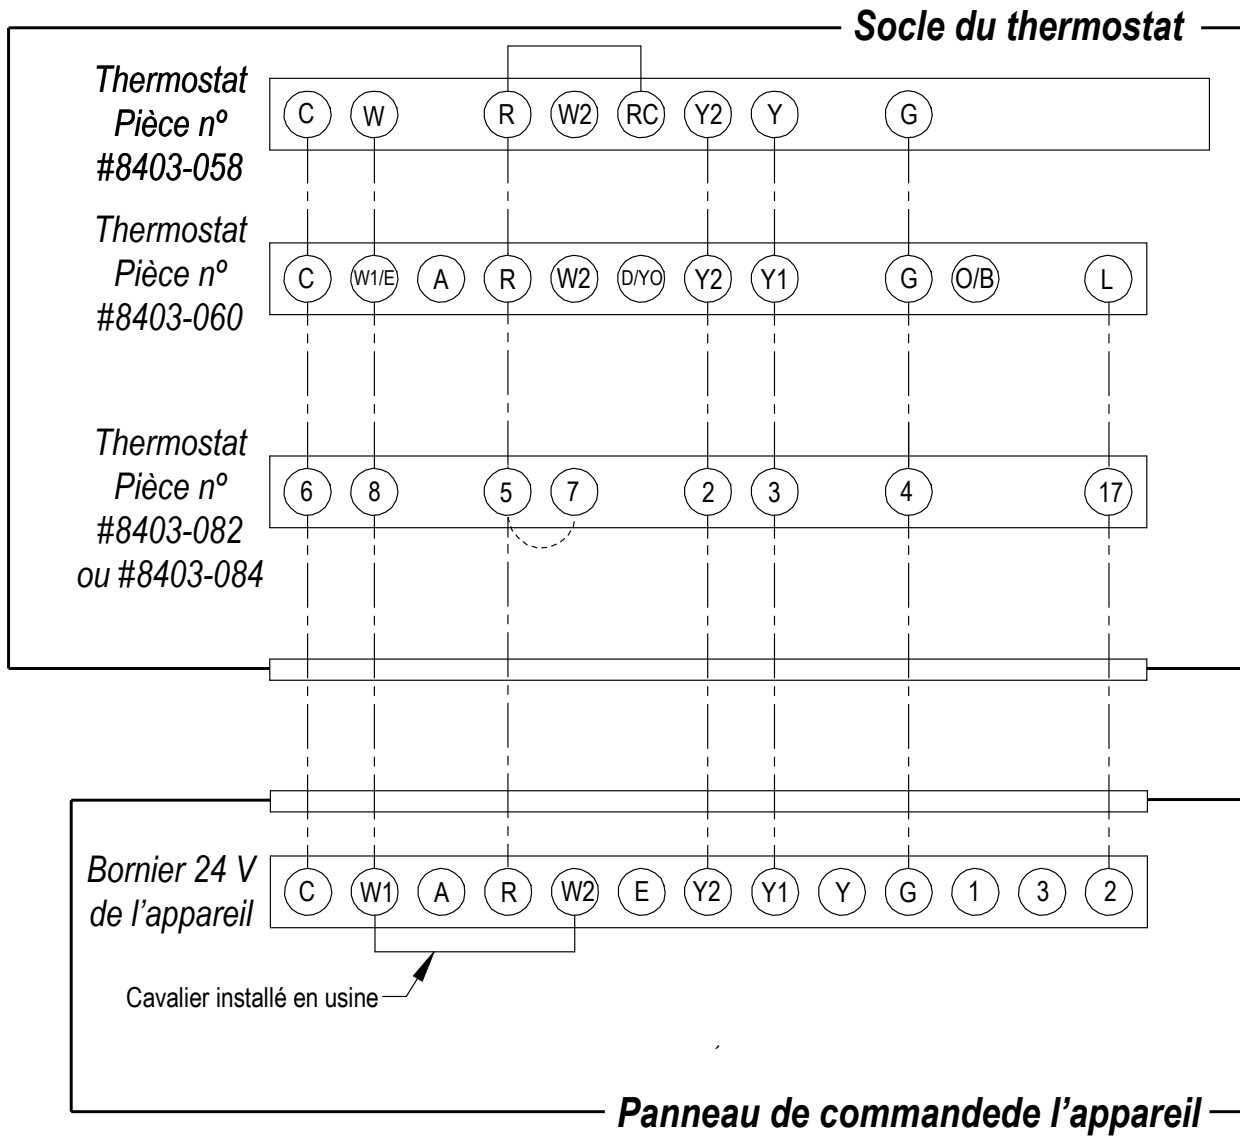 Socle du thermostat
Thermostat
Pièce nº
#8403-058
C W R W2 RC Y2 Y G
Thermostat
Pièce nº
#8403-060
C W1/E A R W2 D/YO Y2 Y1 G O/B L
Thermostat
Pièce nº
#8403-082
ou #8403-084
6 8 5 7 2 3 4 17
Bornier 24 V
de l'appareil
C W1 A R W2 E Y2 Y1 Y G 1 3 2
Cavalier installé en usine
Panneau de commandede l'appareil